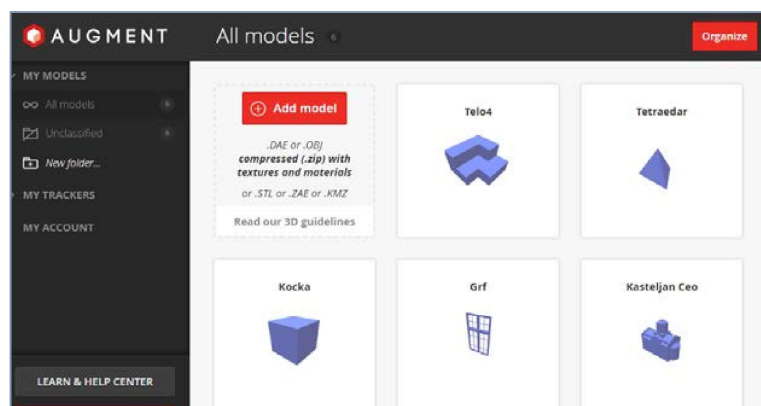 AUGMENT
All models 6
Organize
MY MODELS
All models 6
Unclassified 6
New folder...
MY TRACKERS
MY ACCOUNT
LEARN & HELP CENTER
Add model
.DAE or .OBJ
compressed (.zip) with
textures and materials
or .STL or .ZAE or .KMZ
Read our 3D guidelines
Telo4
Tetraedar
Kocka
Grf
Kasteljan Ceo